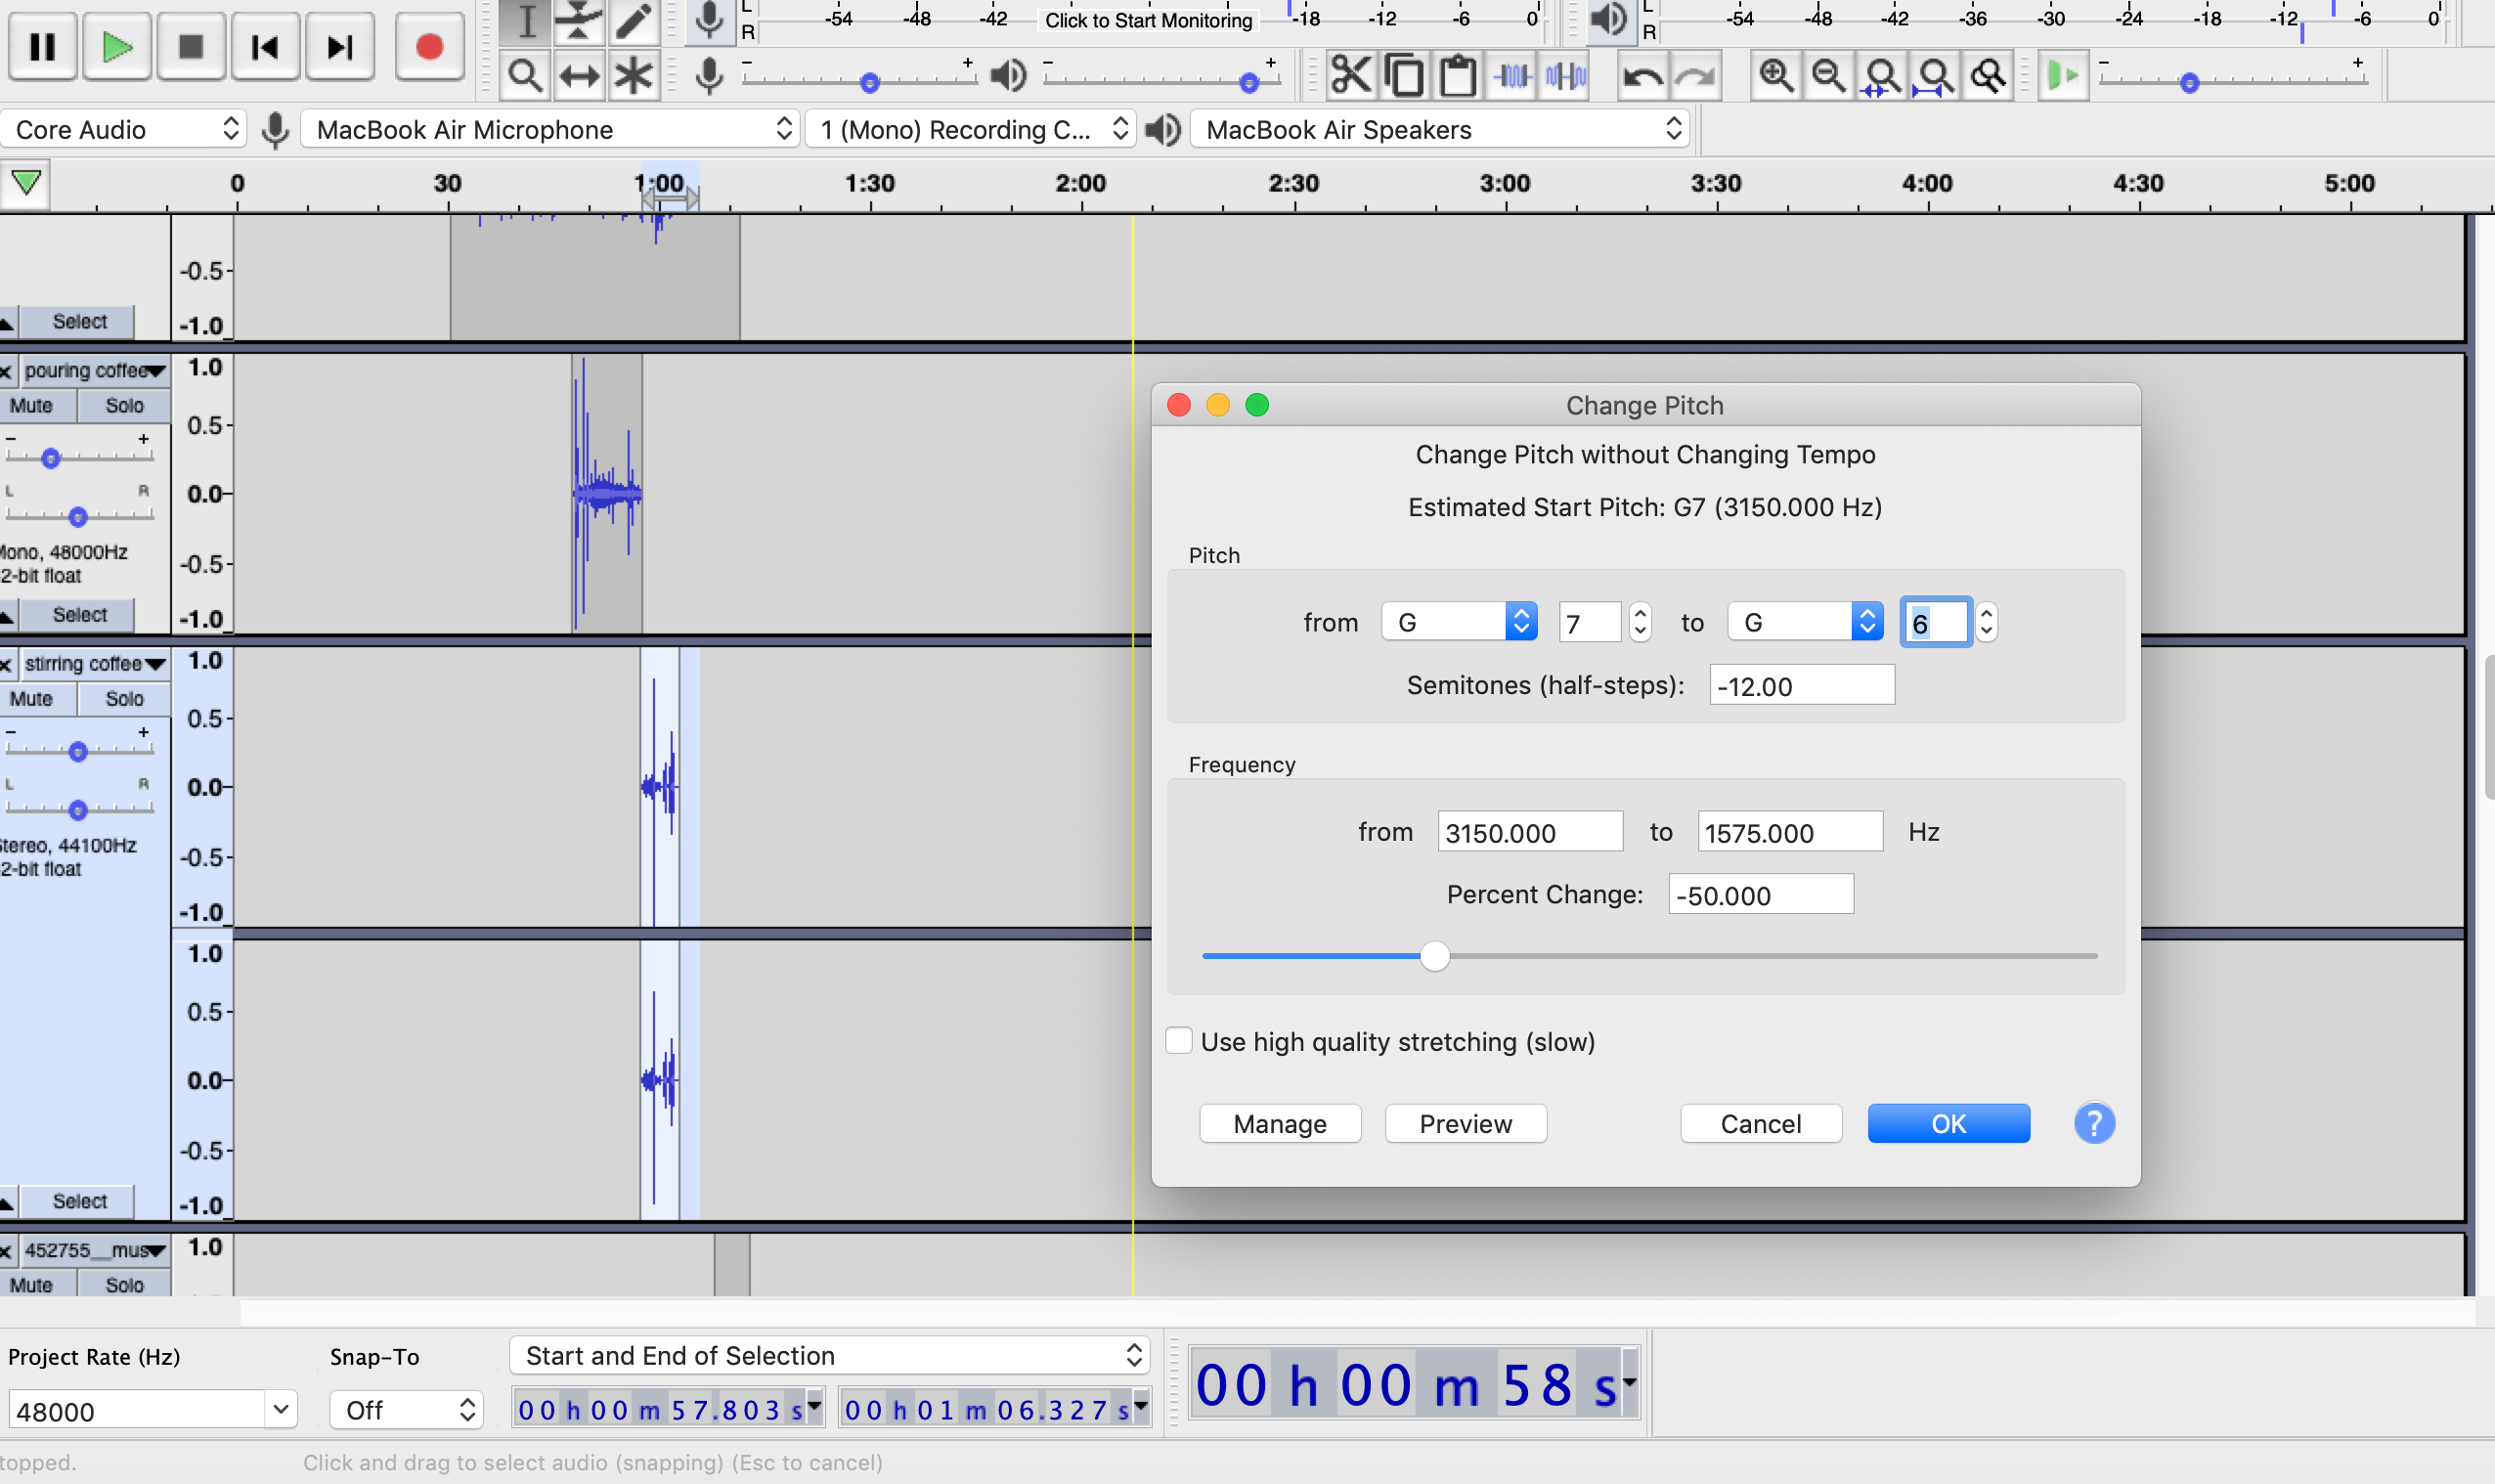 L
R
-54 -48 -42 Click to Start Monitoring -18 -12 -6 0
L
R
-54 -48 -42 -36 -30 -24 -18 -12 -6 0
- + - + - +
Core Audio MacBook Air Microphone 1 (Mono) Recording C... MacBook Air Speakers
0 30 1:00 1:30 2:00 2:30 3:00 3:30 4:00 4:30 5:00
-0.5
Select -1.0
pouring coffee 1.0
Mute Solo
0.5
- +
L R
0.0
Mono, 48000Hz
-0.5
2-bit float
Select -1.0
stirring coffee 1.0
Mute Solo
0.5
- +
L R
0.0
Stereo, 44100Hz
-0.5
2-bit float
-1.0
1.0
0.5
0.0
-0.5
Select -1.0
452755__mus 1.0
Mute Solo
Change Pitch
Change Pitch without Changing Tempo
Estimated Start Pitch: G7 (3150.000 Hz)
Pitch
from G 7 to G 6
Semitones (half-steps): -12.00
Frequency
from 3150.000 to 1575.000 Hz
Percent Change: -50.000
Use high quality stretching (slow)
Manage Preview Cancel OK ?
Project Rate (Hz) Snap-To Start and End of Selection
48000 Off 00 h 00 m 57.803 s 00 h 01 m 06.327 s
00 h 00 m 58 s
topped. Click and drag to select audio (snapping) (Esc to cancel)